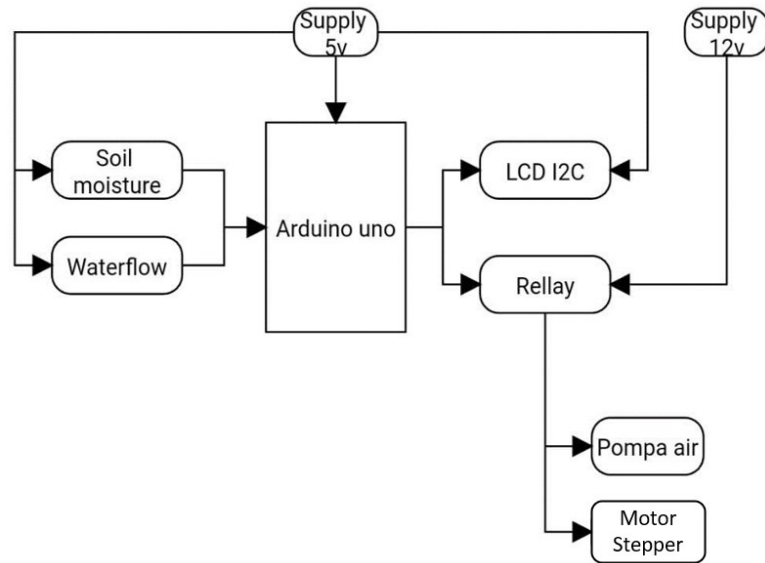 Supply
5v
Supply
12v
Soil
moisture
Arduino uno
LCD I2C
Waterflow
Rellay
Pompa air
Motor
Stepper